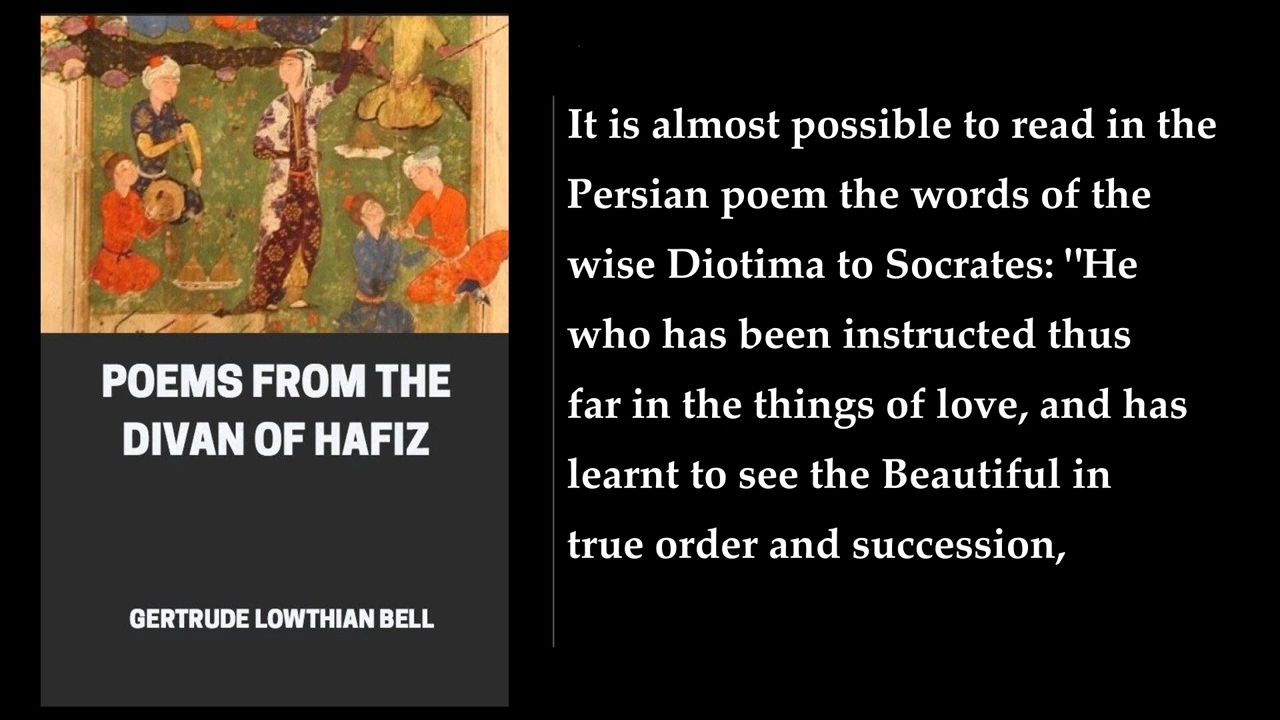 POEMS FROM THE
DIVAN OF HAFIZ
GERTRUDE LOWTHIAN BELL
It is almost possible to read in the
Persian poem the words of the
wise Diotima to Socrates: "He
who has been instructed thus
far in the things of love, and has
learnt to see the Beautiful in
true order and succession,